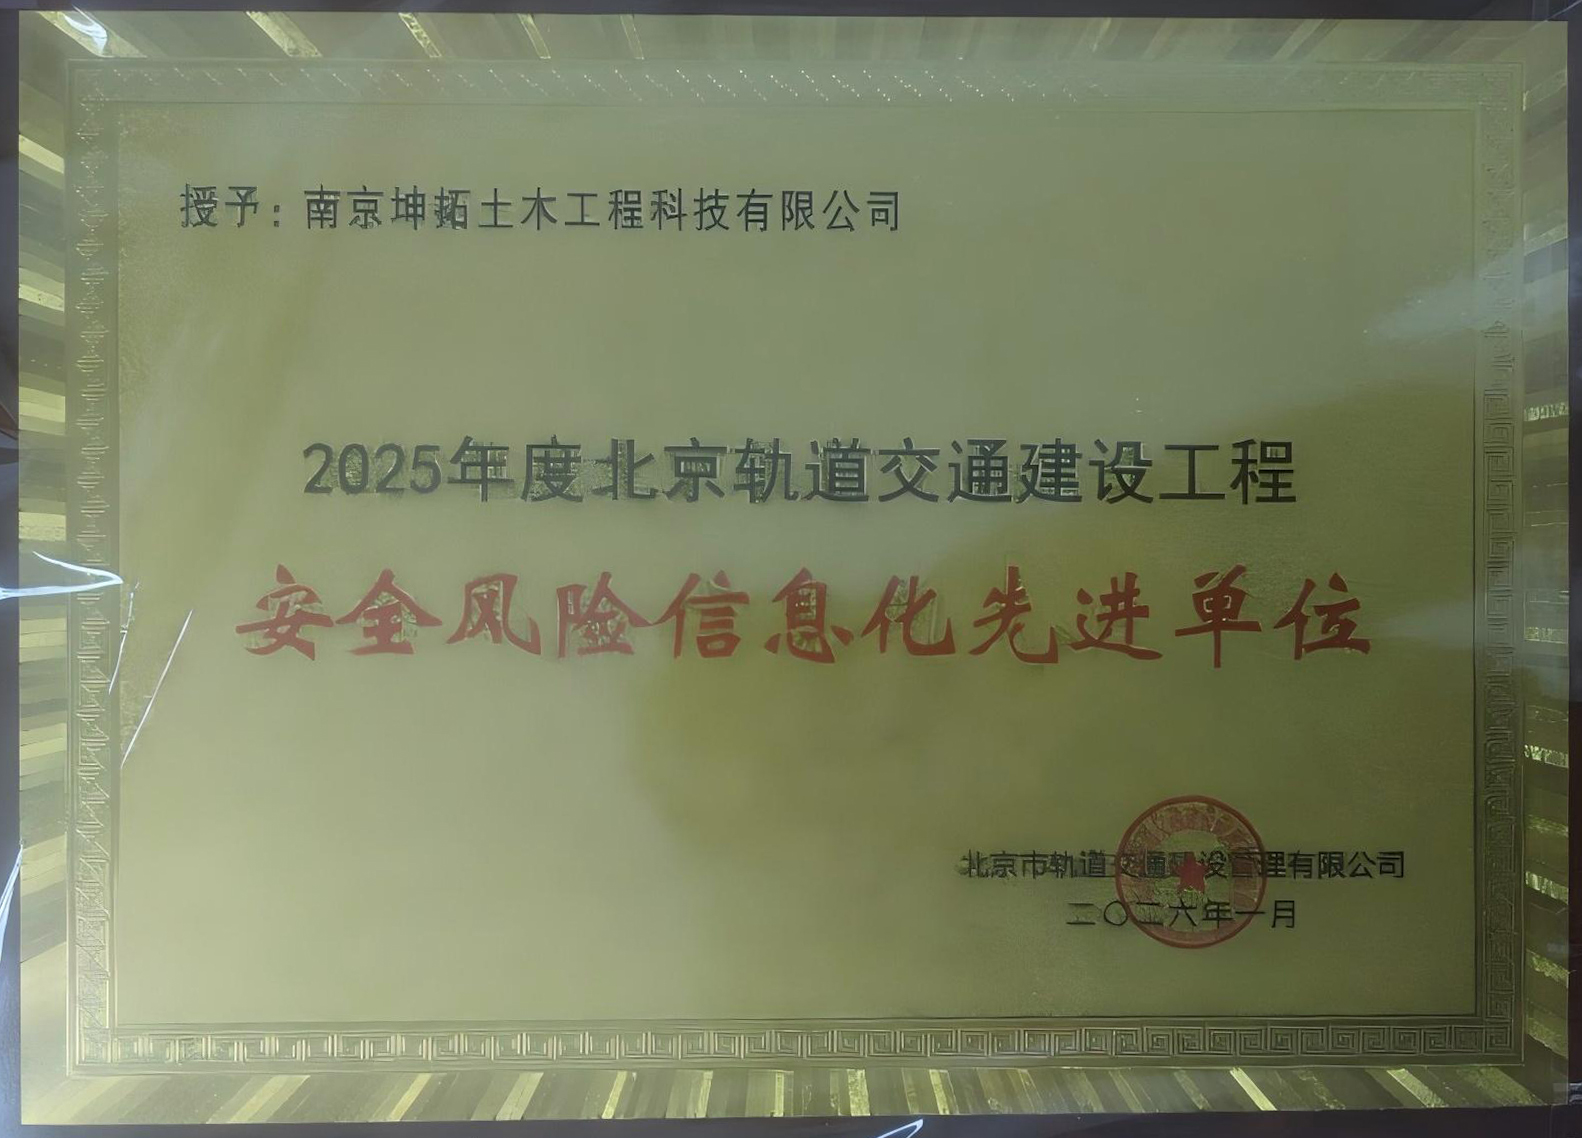 授予：南京坤拓土木工程科技有限公司
2025年度北京轨道交通建设工程
安全风险信息化先进单位
北京市轨道交通建设管理有限公司
二〇二六年一月